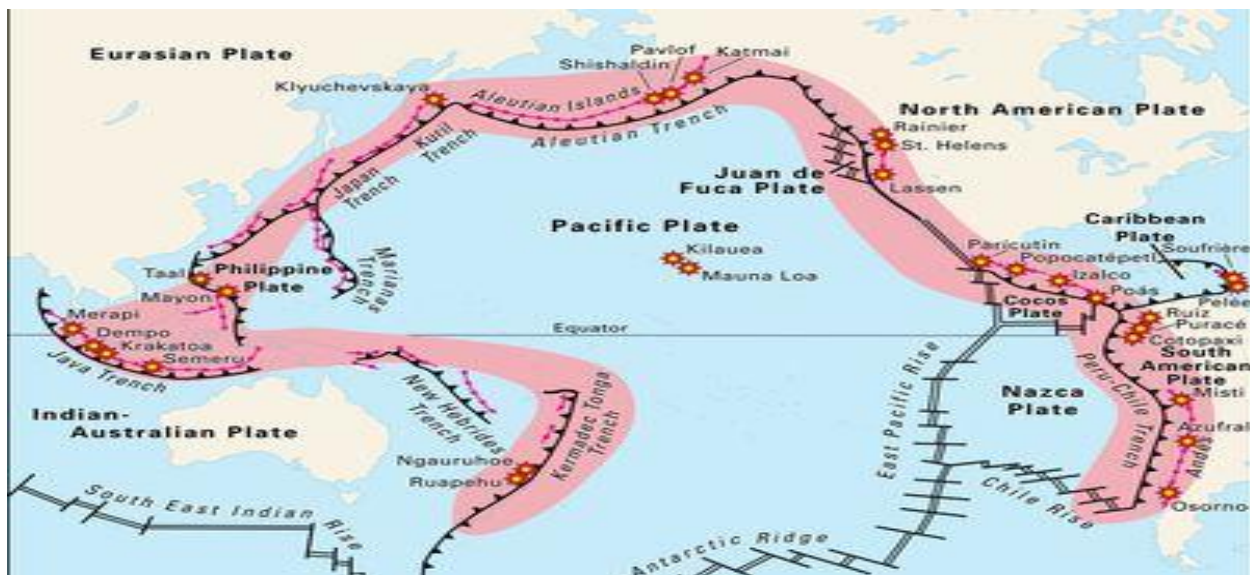 Eurasian Plate
Pavlof
Katmai
Shishaldin
Klyuchevskaya
Aleutian Islands
Aleutian Trench
Kuril
Trench
Japan
Trench
North American Plate
Rainier
St. Helens
Lassen
Juan de
Fuca Plate
Pacific Plate
Kilauea
Mauna Loa
Caribbean
Plate
Soufrière
Pelée
Paricutin
Popocatépetl
Izalco
Poás
Cocos
Plate
Taal
Philippine
Plate
Mayon
Marianas
Trench
Merapi
Dempo
Krakatoa
Semeru
Java Trench
Equator
Ruiz
Puracé
Cotopaxi
South
American
Plate
Misti
Azufral
Andes
Osorno
Peru-Chile Trench
Nazca
Plate
East Pacific Rise
Chile Rise
Indian-
Australian Plate
New Hebrides
Trench
Kermadec Tonga
Trench
Ngauruhoe
Ruapehu
South East Indian Rise
Antarctic Ridge